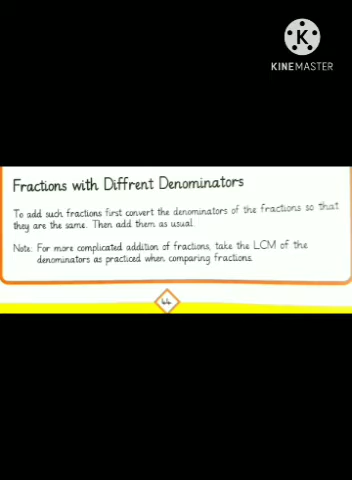 K
KINEMASTER
Fractions with Diffrent Denominators
To add such fractions first convert the denominators of the fractions so that
they are the same. Then add them as usual.
Note: For more complicated addition of fractions, take the LCM of the
denominators as practiced when comparing fractions.
44